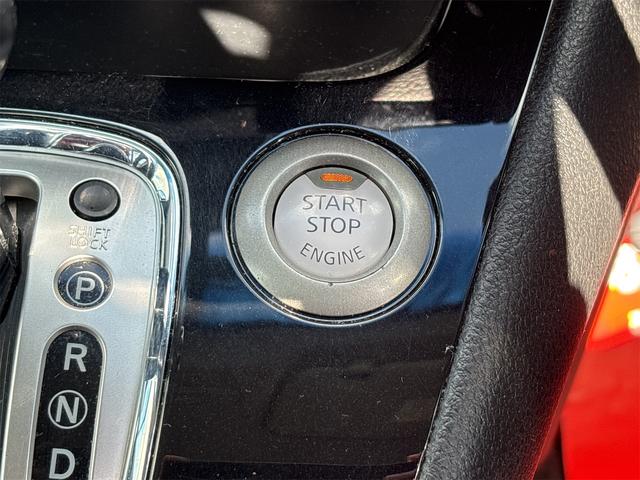 START
STOP
ENGINE
SHIFT
LOCK
P
R
N
D